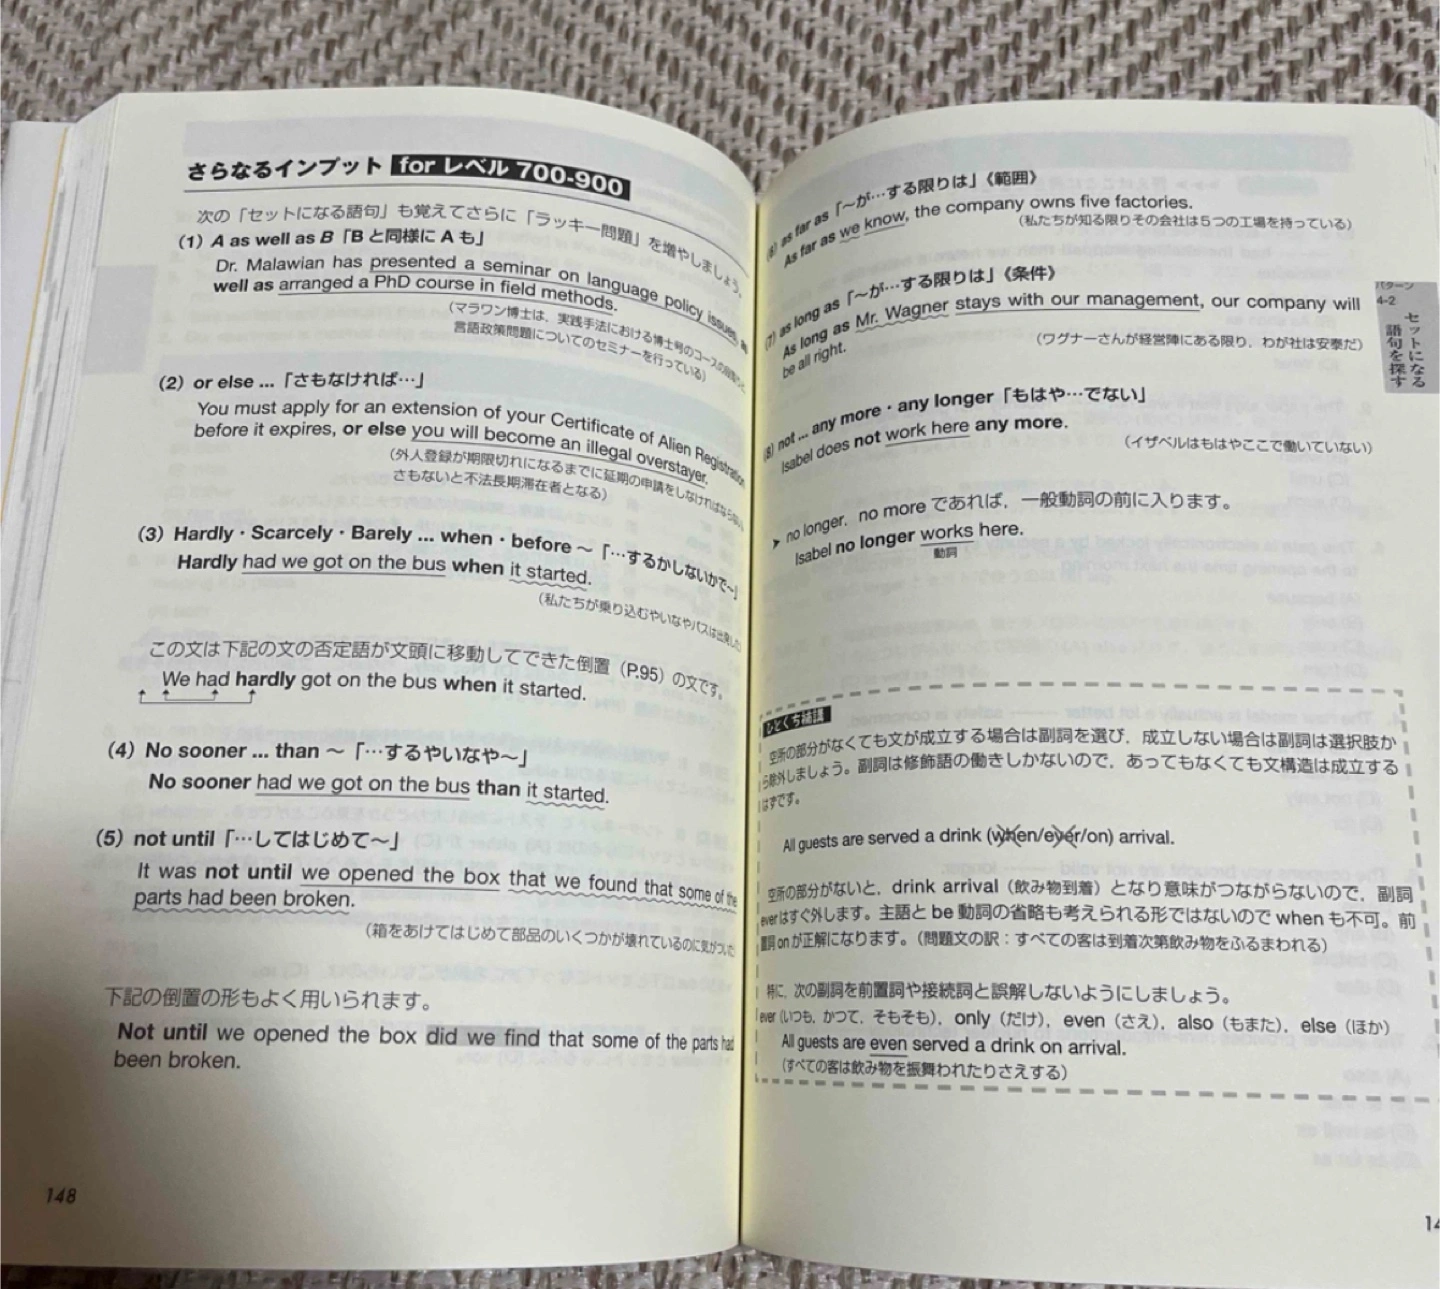 さらなるインプット for レベル 700-900
次の「セットになる語句」も覚えてさらに「ラッキー問題」を増やしましょう。
(1) A as well as B「B と同様に A も」
Dr. Malawian has presented a seminar on language policy issues as
well as arranged a PhD course in field methods.
(マラワン博士は、実践手法における博士号のコースの
言語政策問題についてのセミナーを行っている)
(2) or else ...「さもなければ…」
You must apply for an extension of your Certificate of Alien Registration
before it expires, or else you will become an illegal overstayer.
(外人登録が期限切れになるまでに延期の申請をしなければならない
さもないと不法長期滞在者となる)
(3) Hardly・Scarcely・Barely ... when・before ～「…するかしないかで～」
Hardly had we got on the bus when it started.
(私たちが乗り込むやいなやバスは出発した
この文は下記の文の否定語が文頭に移動してできた倒置(P.95)の文です。
We had hardly got on the bus when it started.
(4) No sooner ... than ～「…するやいなや～」
No sooner had we got on the bus than it started.
(5) not until「…してはじめて～」
It was not until we opened the box that we found that some of the
parts had been broken.
(箱をあけてはじめて部品のいくつかが壊れているのに気がついた
下記の倒置の形もよく用いられます。
Not until we opened the box did we find that some of the parts had
been broken.
148
(6) as far as「～が…する限りは」《範囲》
As far as we know, the company owns five factories.
(私たちが知る限りその会社は5つの工場を持っている)
(7) as long as「～が…する限りは」《条件》
As long as Mr. Wagner stays with our management, our company will
be all right.
(ワグナーさんが経営陣にある限り、わが社は安泰だ)
(8) not ... any more・any longer「もはや…でない」
Isabel does not work here any more.
(イザベルはもはやここで働いていない)
➤ no longer, no more であれば、一般動詞の前に入ります。
Isabel no longer works here.
動詞
パターン
4-2
セットになる
語句を探す
ひとくち補講
空所の部分がなくても文が成立する場合は副詞を選び、成立しない場合は副詞は選択肢か
ら除外しましょう。副詞は修飾語の働きしかないので、あってもなくても文構造は成立する
はずです。
All guests are served a drink (when/ever/on) arrival.
空所の部分がないと、drink arrival（飲み物到着）となり意味がつながらないので、副詞
ever はすぐ外します。主語と be 動詞の省略も考えられる形ではないので when も不可。前
置詞 on が正解になります。（問題文の訳：すべての客は到着次第飲み物をふるまわれる）
特に、次の副詞を前置詞や接続詞と誤解しないようにしましょう。
ever（いつも、かつて、そもそも）、only（だけ）、even（さえ）、also（もまた）、else（ほか）
All guests are even served a drink on arrival.
(すべての客は飲み物を振舞われたりさえする)